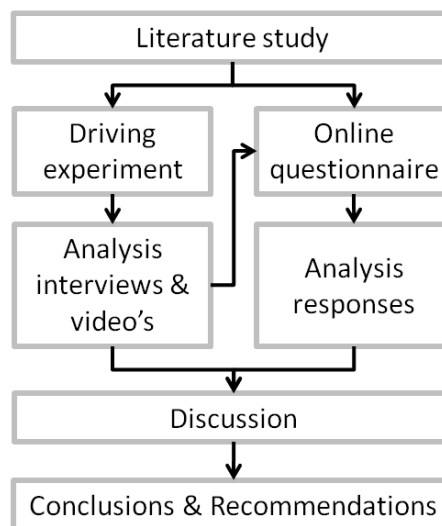 Literature study
Driving
experiment
Online
questionnaire
Analysis
interviews &
video's
Analysis
responses
Discussion
Conclusions & Recommendations